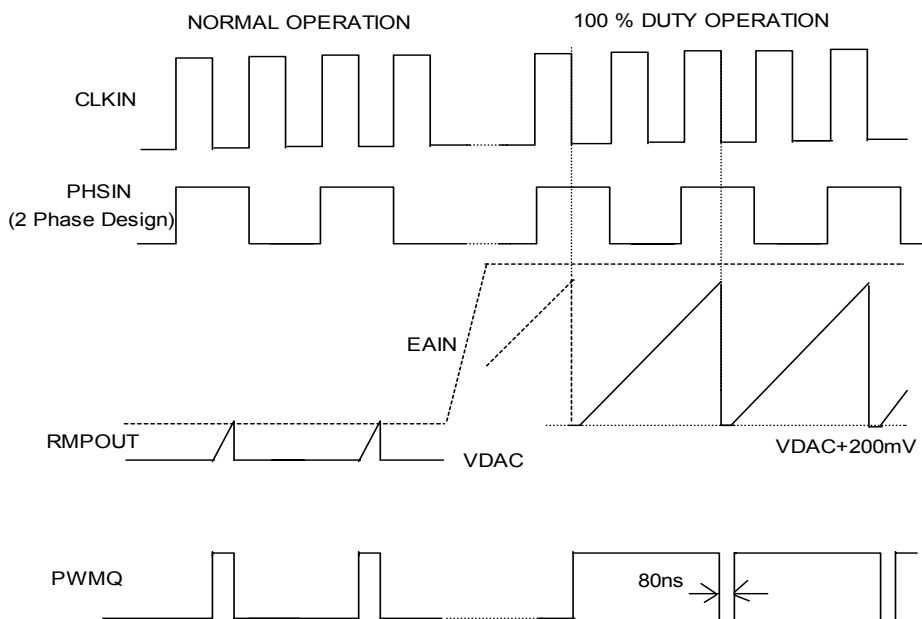 NORMAL OPERATION
100 % DUTY OPERATION
CLKIN
PHSIN
(2 Phase Design)
EAIN
RMPOUT
VDAC
VDAC+200mV
PWMQ
80ns